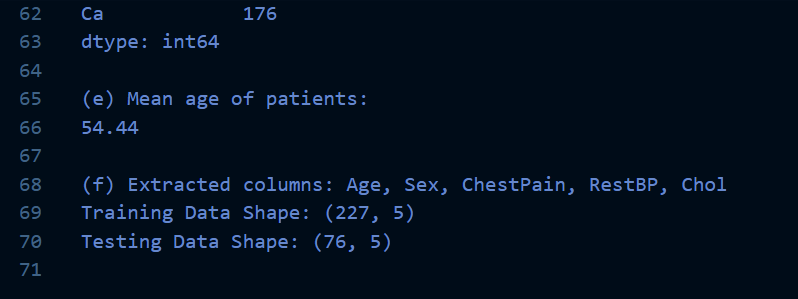 62 Ca 176
63 dtype: int64
64
65 (e) Mean age of patients:
66 54.44
67
68 (f) Extracted columns: Age, Sex, ChestPain, RestBP, Chol
69 Training Data Shape: (227, 5)
70 Testing Data Shape: (76, 5)
71